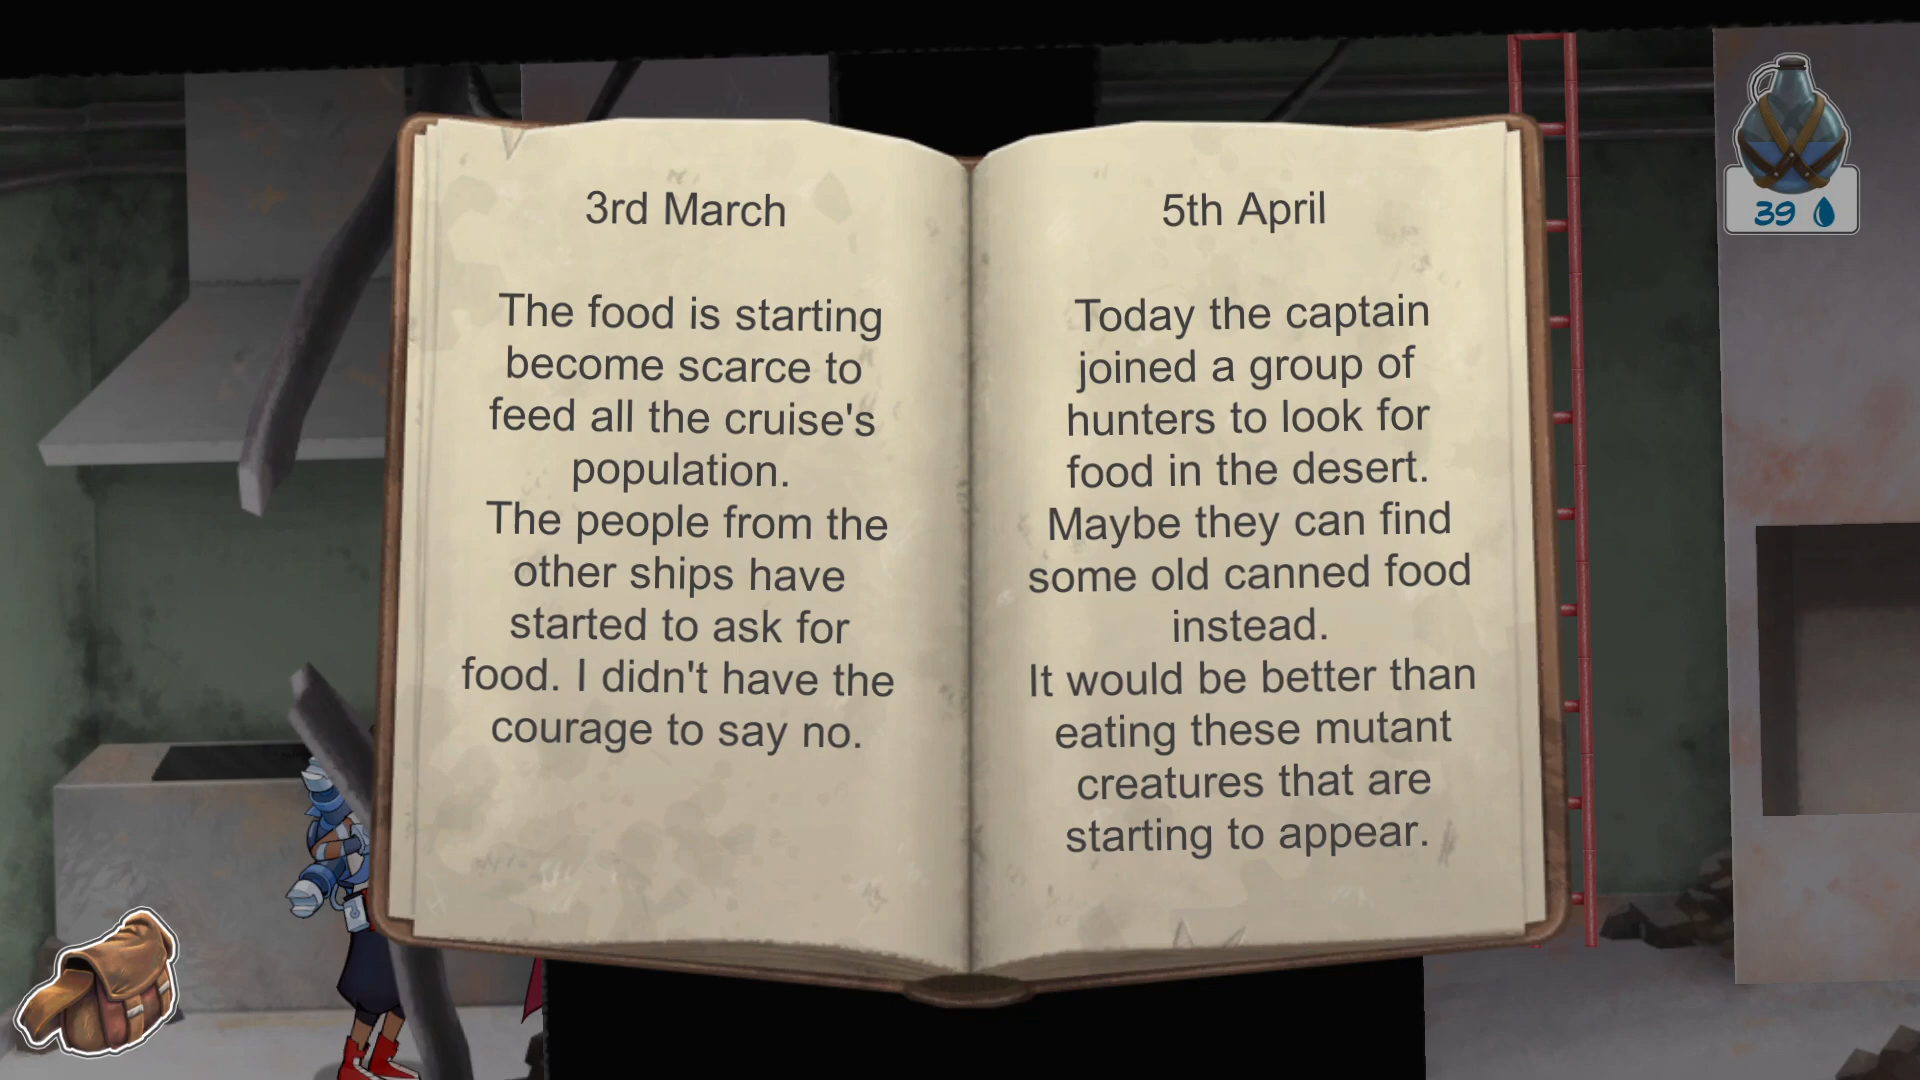 3rd March
The food is starting
become scarce to
feed all the cruise's
population.
The people from the
other ships have
started to ask for
food. I didn't have the
courage to say no.
5th April
Today the captain
joined a group of
hunters to look for
food in the desert.
Maybe they can find
some old canned food
instead.
It would be better than
eating these mutant
creatures that are
starting to appear.
39